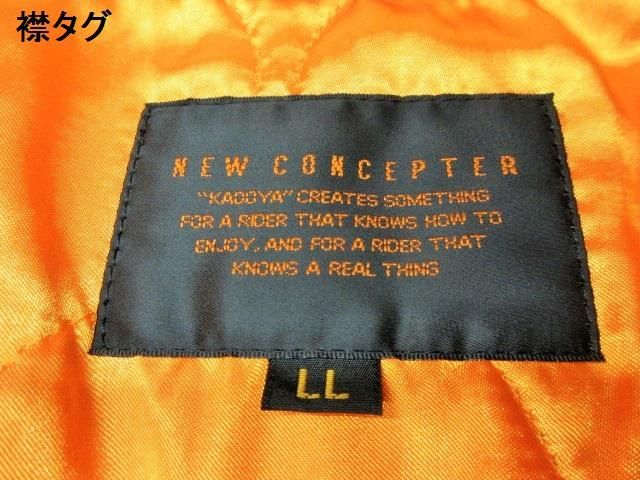 襟タグ
NEW CONCEPTER
"KADOYA" CREATES SOMETHING
FOR A RIDER THAT KNOWS HOW TO
ENJOY, AND FOR A RIDER THAT
KNOWS A REAL THING
LL